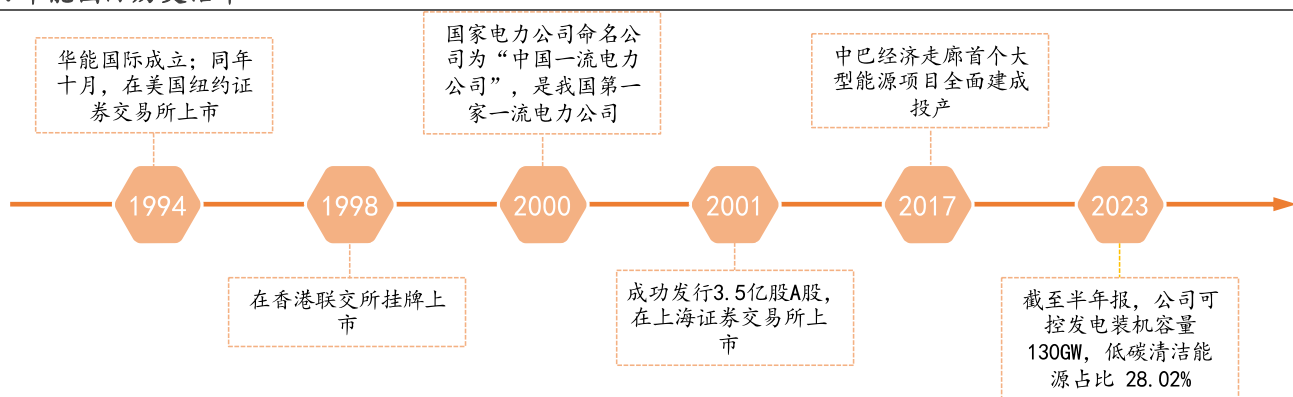 华能国际成立；同年
十月，在美国纽约证
券交易所上市
国家电力公司命名公
司为“中国一流电力
公司”，是我国第一
家一流电力公司
中巴经济走廊首个大
型能源项目全面建成
投产
1994
1998
2000
2001
2017
2023
在香港联交所挂牌上
市
成功发行3.5亿股A股，
在上海证券交易所上
市
截至半年报，公司可
控发电装机容量
130GW，低碳清洁能
源占比 28.02%